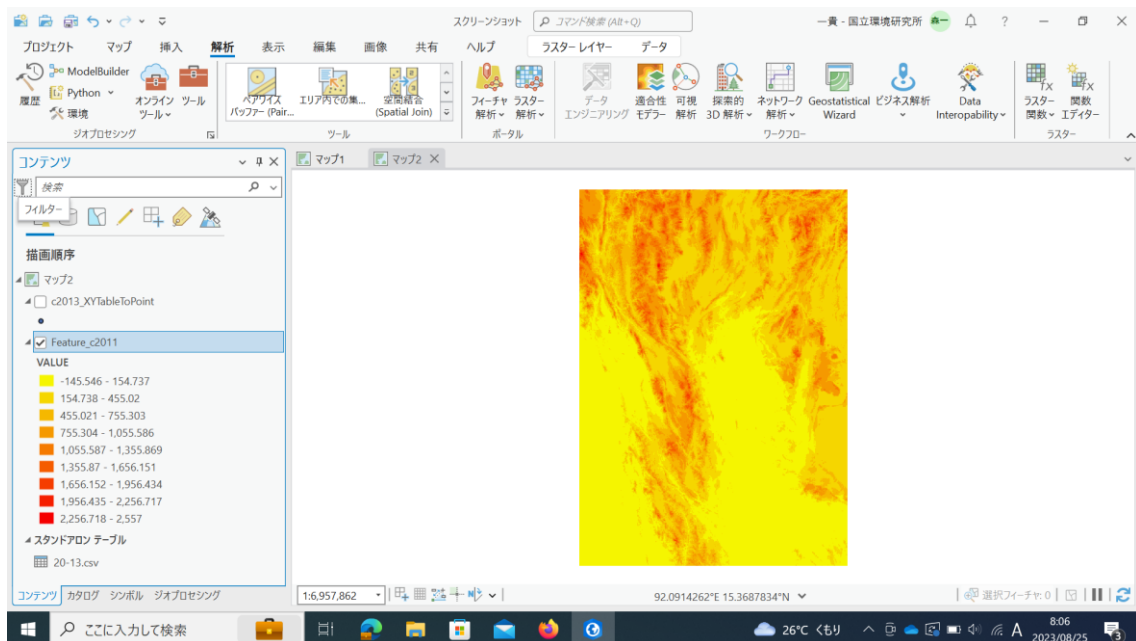 スクリーンショット
コマンド検索 (Alt+Q)
一貴 - 国立環境研究所
森一
?
プロジェクト マップ 挿入 解析 表示 編集 画像 共有 ヘルプ ラスター レイヤー データ
履歴
ModelBuilder
Python
環境
オンライン ツール
ツール
ジオプロセシング
ペアワイズ
バッファー (Pair...
エリア内での集...
空間結合
(Spatial Join)
ツール
フィーチャ
解析
ラスター
解析
ポータル
データ
エンジニアリング
適合性
モデラー
可視
解析
探索的
3D 解析
ネットワーク
解析
Geostatistical
Wizard
ビジネス解析
Data
Interoperability
ワークフロー
ラスター
関数
関数
エディター
ラスター
コンテンツ
マップ1
マップ2
検索
フィルター
描画順序
マップ2
c2013_XYTableToPoint
Feature_c2011
VALUE
-145.546 - 154.737
154.738 - 455.02
455.021 - 755.303
755.304 - 1,055.586
1,055.587 - 1,355.869
1,355.87 - 1,656.151
1,656.152 - 1,956.434
1,956.435 - 2,256.717
2,256.718 - 2,557
スタンドアロン テーブル
20-13.csv
コンテンツ カタログ シンボル ジオプロセシング
1:6,957,862
92.0914262°E 15.3687834°N
選択フィーチャ: 0
ここに入力して検索
26°C くもり
A
8:06
2023/08/25
3